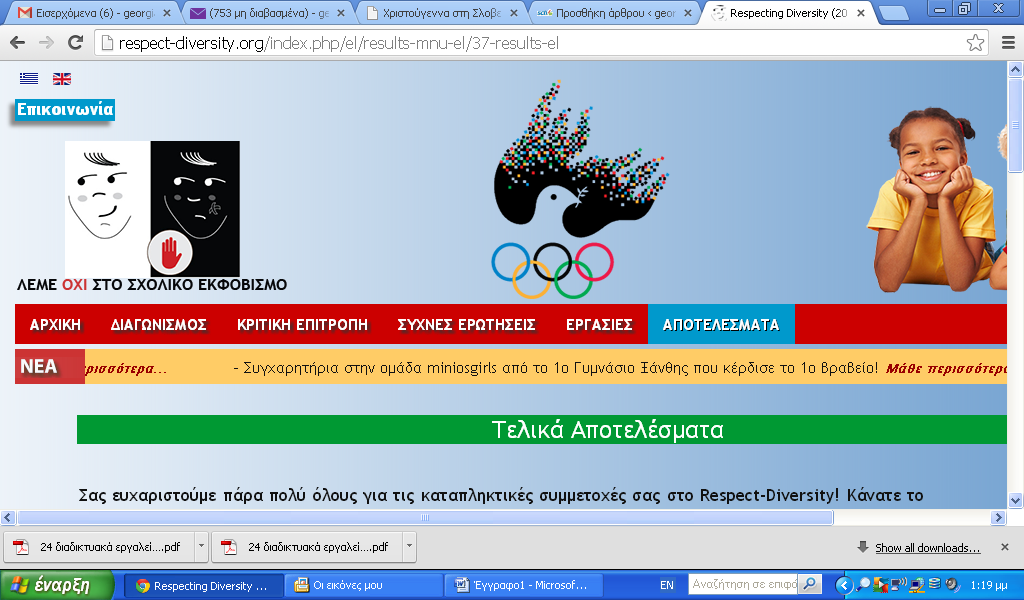 Εισερχόμενα (6) - georgi
(753 μη διαβασμένα) - ge
Χριστούγεννα στη Σλοβε
Προσθήκη άρθρου ‹ geor
Respecting Diversity (20
respect-diversity.org/index.php/el/results-mnu-el/37-results-el
Επικοινωνία
ΛΕΜΕ ΟΧΙ ΣΤΟ ΣΧΟΛΙΚΟ ΕΚΦΟΒΙΣΜΟ
ΑΡΧΙΚΗ ΔΙΑΓΩΝΙΣΜΟΣ ΚΡΙΤΙΚΗ ΕΠΙΤΡΟΠΗ ΣΥΧΝΕΣ ΕΡΩΤΗΣΕΙΣ ΕΡΓΑΣΙΕΣ ΑΠΟΤΕΛΕΣΜΑΤΑ
ΝΕΑ ρισσότερα... - Συγχαρητήρια στην ομάδα miniosgirls από το 1ο Γυμνάσιο Ξάνθης που κέρδισε το 1ο βραβείο! Μάθε περισσότερα
Τελικά Αποτελέσματα
Σας ευχαριστούμε πάρα πολύ όλους για τις καταπληκτικές συμμετοχές σας στο Respect-Diversity! Κάνατε το
24 διαδικτυακά εργαλεί....pdf
24 διαδικτυακά εργαλεί....pdf
Show all downloads...
έναρξη
Respecting Diversity ...
Οι εικόνες μου
Έγγραφο1 - Microsof...
EN
Αναζήτηση σε επιφά
1:19 μμ